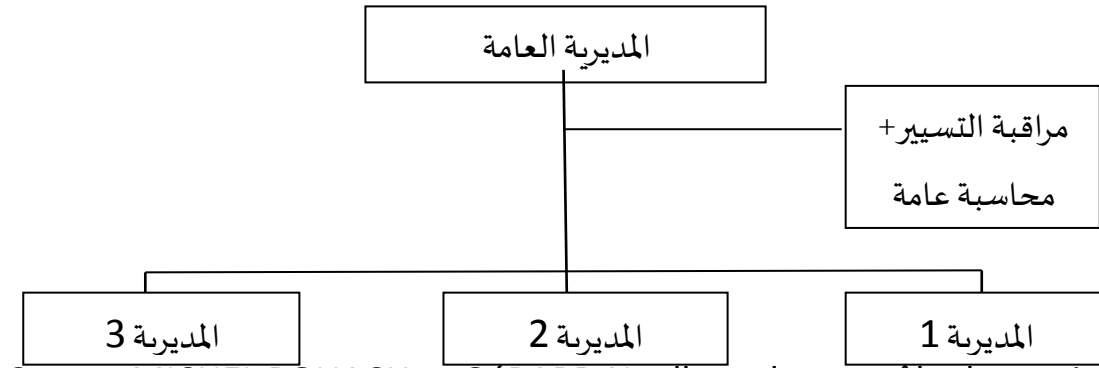 المديرية العامة
مراقبة التسيير+
محاسبة عامة
المديرية 1
المديرية 2
المديرية 3